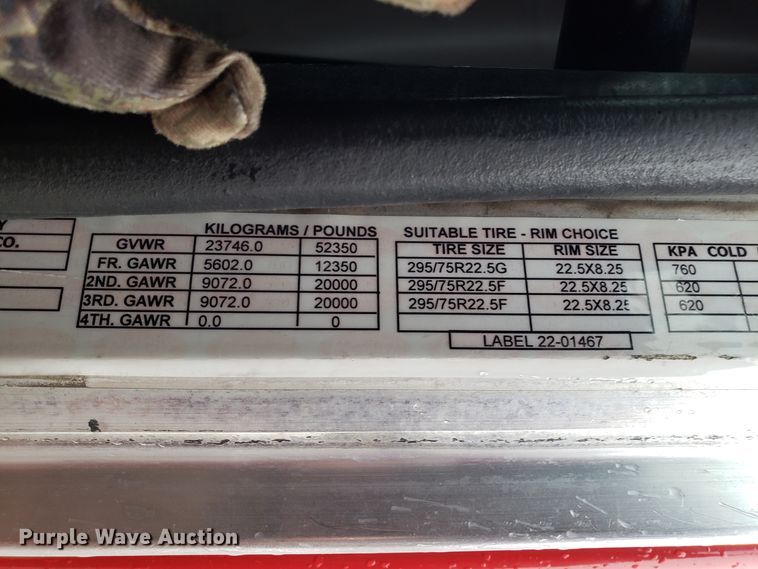 Y
CO.
KILOGRAMS / POUNDS
GVWR 23746.0 52350
FR. GAWR 5602.0 12350
2ND. GAWR 9072.0 20000
3RD. GAWR 9072.0 20000
4TH. GAWR 0.0 0
SUITABLE TIRE - RIM CHOICE
TIRE SIZE RIM SIZE
295/75R22.5G 22.5X8.25
295/75R22.5F 22.5X8.25
295/75R22.5F 22.5X8.25
LABEL 22-01467
KPA COLD
760
620
620
Purple Wave Auction